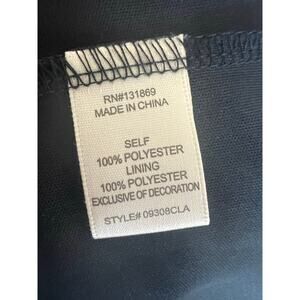 RN#131869
MADE IN CHINA
SELF
100% POLYESTER
LINING
100% POLYESTER
EXCLUSIVE OF DECORATION
STYLE# 09308CLA